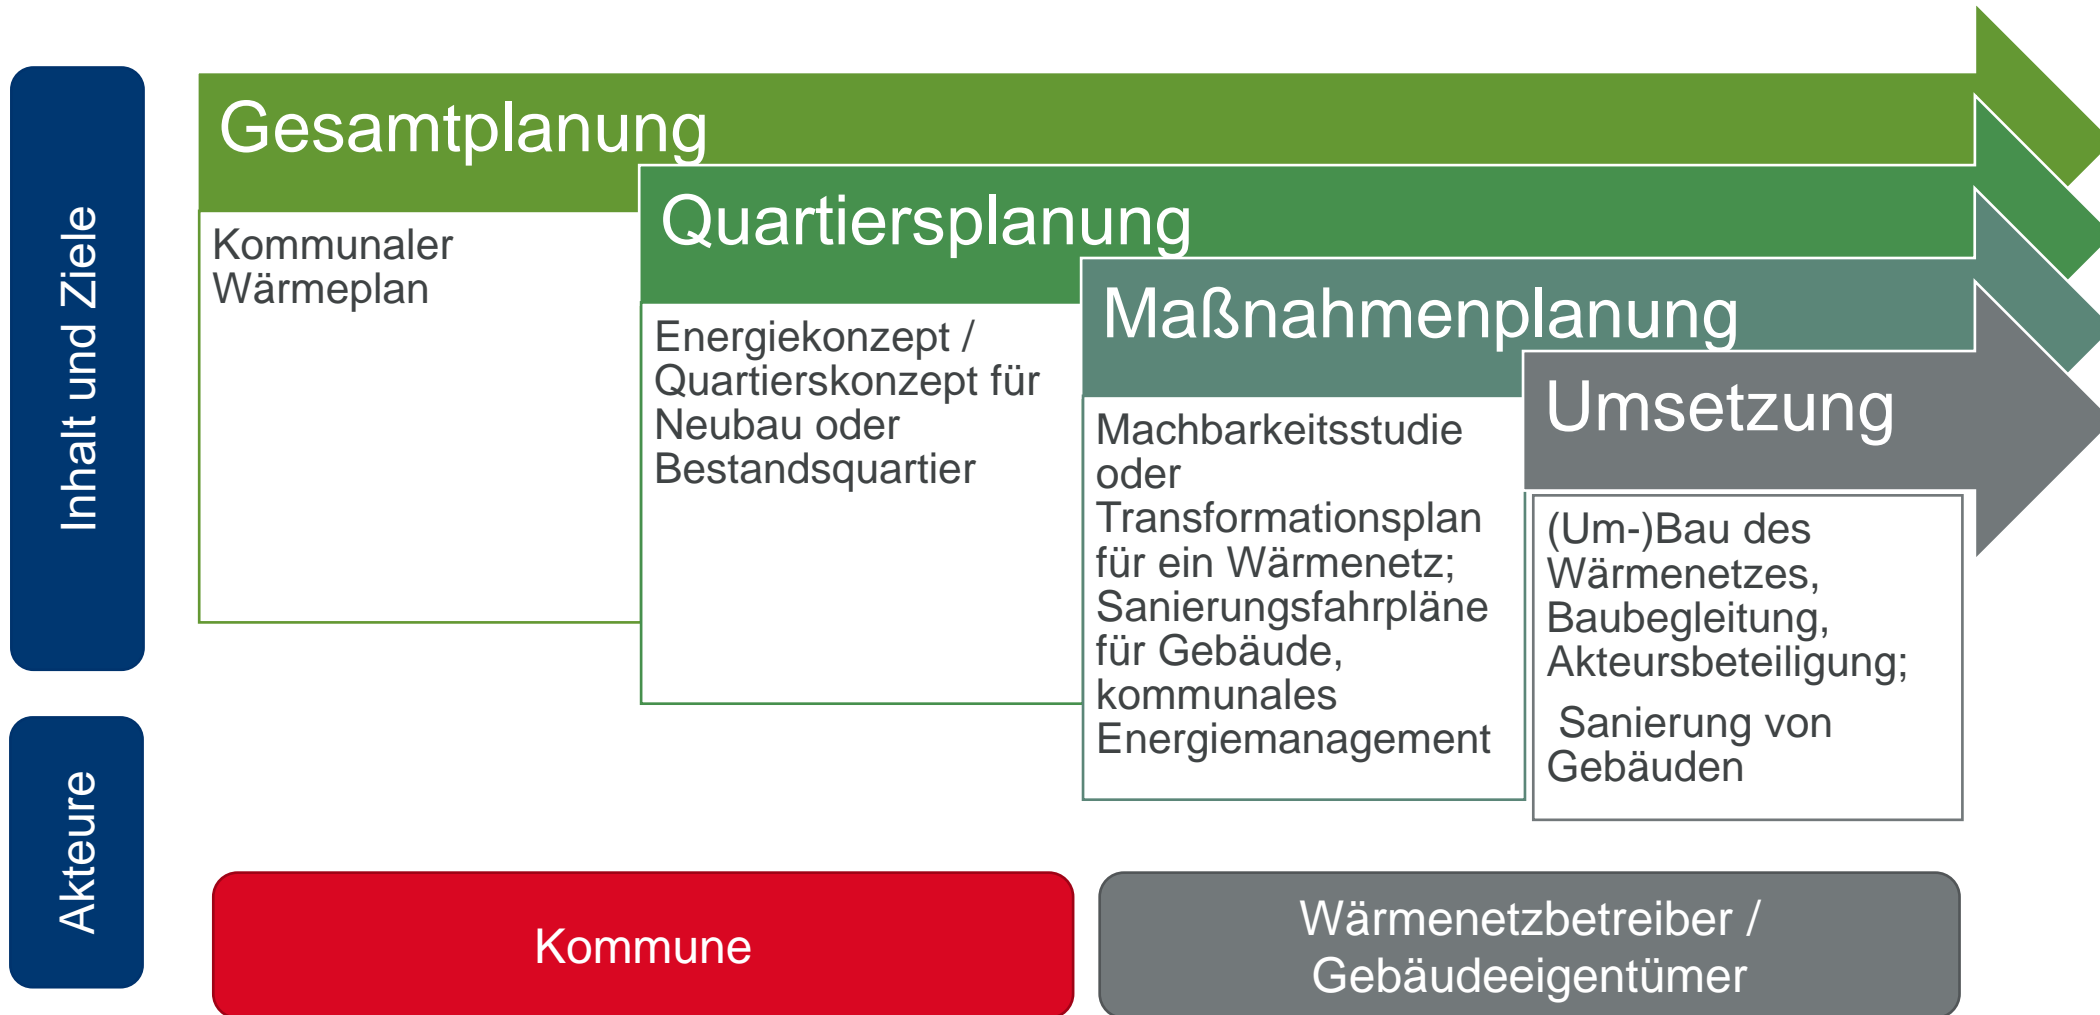 Inhalt und Ziele
Gesamtplanung
Kommunaler
Wärmeplan
Quartiersplanung
Energiekonzept /
Quartierskonzept für
Neubau oder
Bestandsquartier
Maßnahmenplanung
Machbarkeitsstudie
oder
Transformationsplan
für ein Wärmenetz;
Sanierungsfahrpläne
für Gebäude,
kommunales
Energiemanagement
Umsetzung
(Um-)Bau des
Wärmenetzes,
Baubegleitung,
Akteursbeteiligung;
Sanierung von
Gebäuden
Akteure
Kommune
Wärmenetzbetreiber /
Gebäudeeigentümer